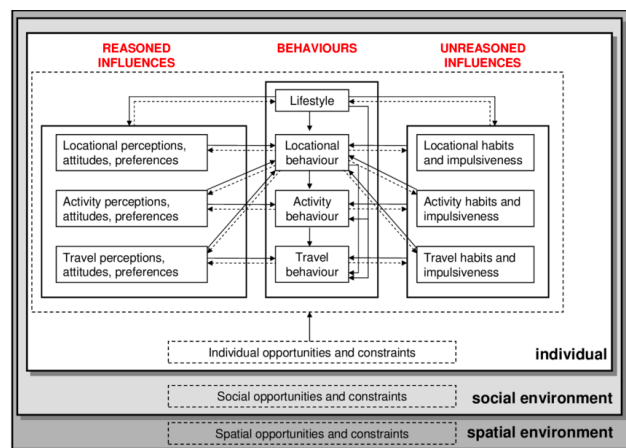 REASONED
INFLUENCES
BEHAVIOURS
UNREASONED
INFLUENCES
Lifestyle
Locational perceptions,
attitudes, preferences
Locational
behaviour
Locational habits
and impulsiveness
Activity perceptions,
attitudes, preferences
Activity
behaviour
Activity habits and
impulsiveness
Travel perceptions,
attitudes, preferences
Travel
behaviour
Travel habits and
impulsiveness
Individual opportunities and constraints
individual
Social opportunities and constraints
social environment
Spatial opportunities and constraints
spatial environment